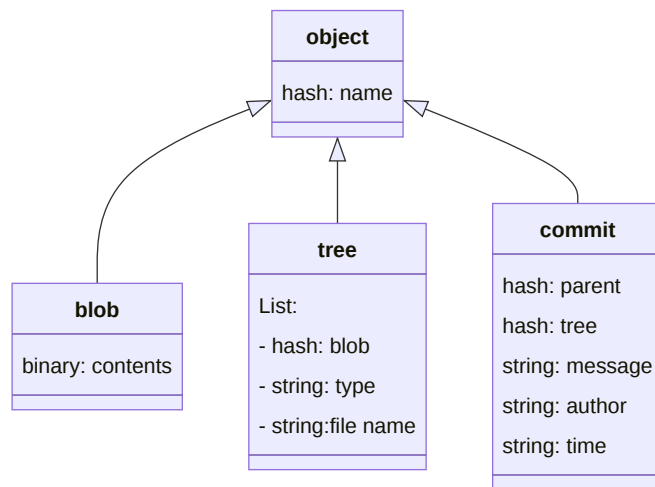 object
hash: name
blob
binary: contents
tree
List:
- hash: blob
- string: type
- string:file name
commit
hash: parent
hash: tree
string: message
string: author
string: time